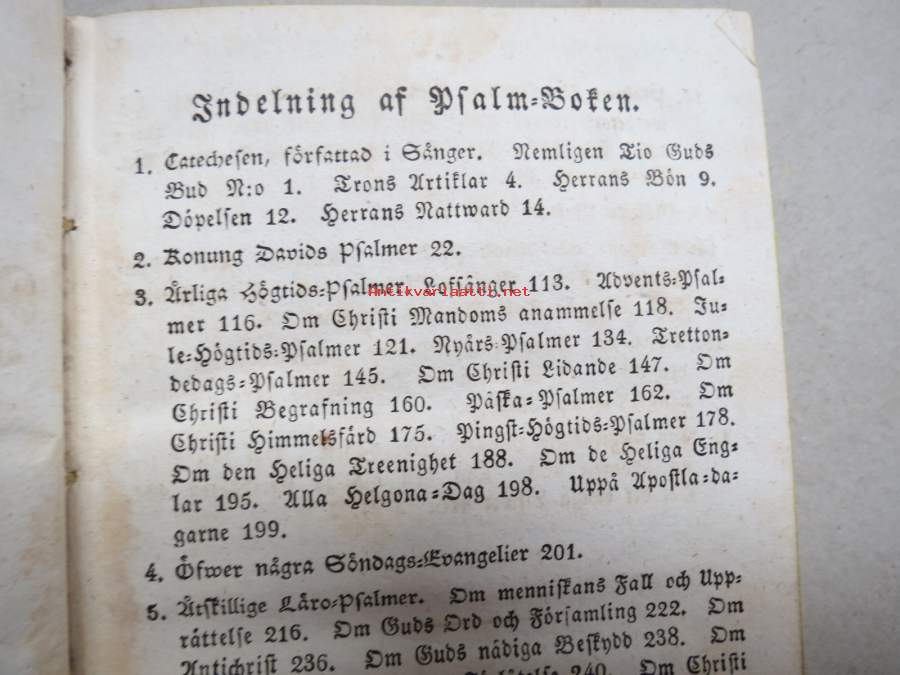 Indelning af Psalm-Boken.
1. Catechesen, författad i Sånger. Nemligen Tio Guds
Bud N:o 1. Trons Artiklar 4. Herrans Bön 9.
Döpelsen 12. Herrans Nattward 14.
2. Konung Davids Psalmer 22.
3. Årliga Högtids-Psalmer. Lofsånger 113. Advents-Psal-
antikvariaatti.net
mer 116. Om Christi Mandoms anammelse 118. Ju-
le-Högtids-Psalmer 121. Nyårs-Psalmer 134. Tretton-
dedags-Psalmer 145. Om Christi Lidande 147. Om
Christi Begrafning 160. Påska-Psalmer 162. Om
Christi Himmelsfärd 175. Pingst-Högtids-Psalmer 178.
Om den Heliga Treenighet 188. Om de Heliga Eng-
lar 195. Alla Helgona-Dag 198. Uppå Apostla-da-
garne 199.
4. Öfwer några Söndags-Evangelier 201.
5. Åtskillige Läro-Psalmer. Om menniskans Fall och Upp-
rättelse 216. Om Guds Ord och Församling 222. Om
Antichrist 236. Om Guds nådiga Beskydd 238. Om
240. Om Christi